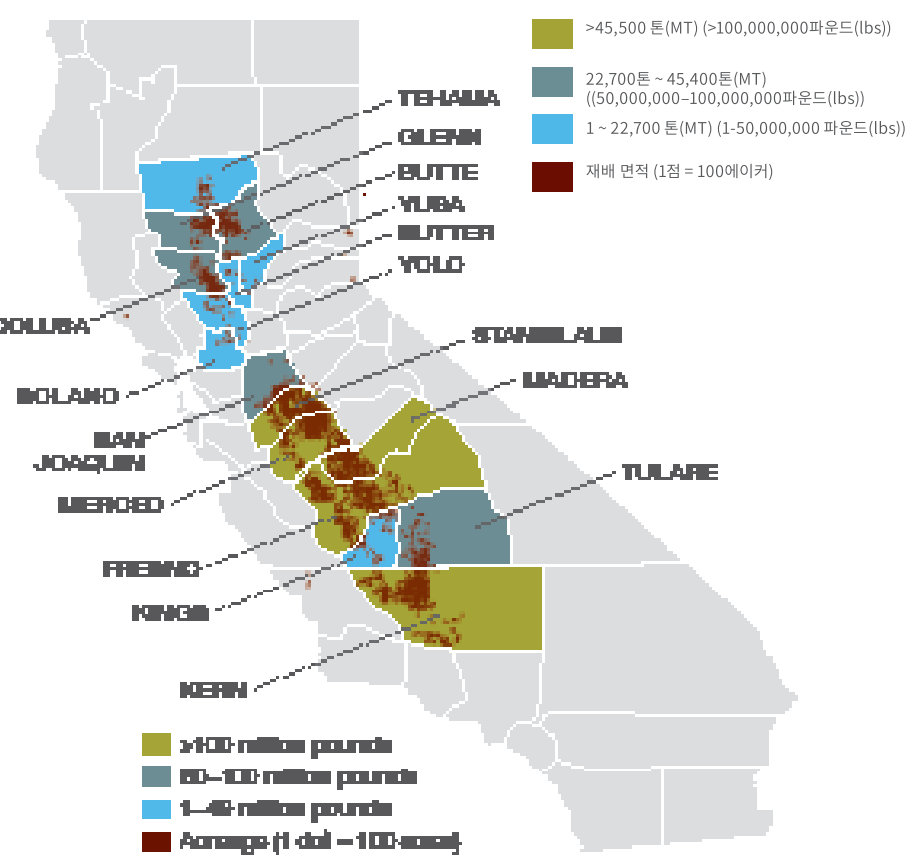 >45,500 톤(MT) (>100,000,000파운드(lbs))
22,700톤 ~ 45,400톤(MT)
((50,000,000–100,000,000파운드(lbs))
1 ~ 22,700 톤(MT) (1-50,000,000 파운드(lbs))
재배 면적 (1점 = 100에이커)
TEHAMA
GLENN
BUTTE
YUBA
SUTTER
YOLO
COLUSA
STANISLAUS
MADERA
SOLANO
SAN
JOAQUIN
TULARE
MERCED
FRESNO
KINGS
KERN
>100 million pounds
50–100 million pounds
1–49 million pounds
Acreage (1 dot = 100 acres)